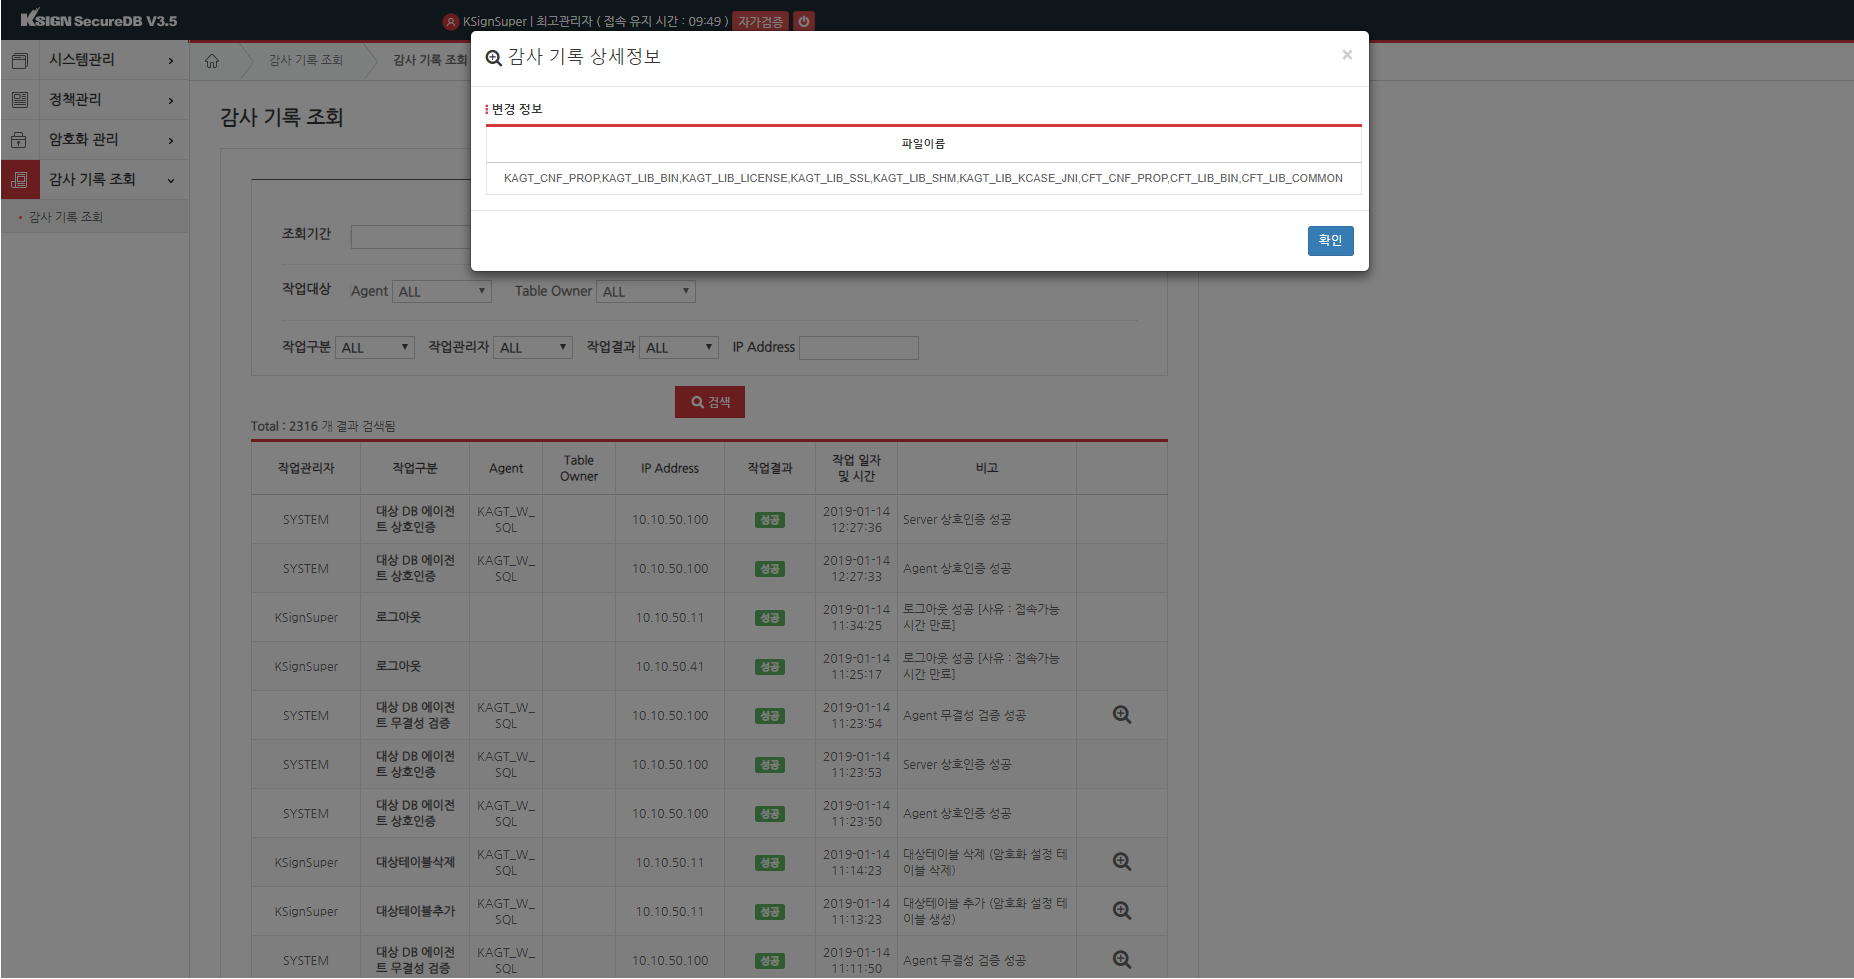 KSIGN SecureDB V3.5
KSignSuper | 최고관리자 ( 접속 유지 시간 : 09:49 ) 자가검증
시스템관리
정책관리
암호화 관리
감사 기록 조회
• 감사 기록 조회
감사 기록 조회 감사 기록 조회
감사 기록 상세정보 ×
변경 정보
파일이름
KAGT_CNF_PROP,KAGT_LIB_BIN,KAGT_LIB_LICENSE,KAGT_LIB_SSL,KAGT_LIB_SHM,KAGT_LIB_KCASE_JNI,CFT_CNF_PROP,CFT_LIB_BIN,CFT_LIB_COMMON
확인
감사 기록 조회
조회기간
작업대상 Agent ALL Table Owner ALL
작업구분 ALL 작업관리자 ALL 작업결과 ALL IP Address
검색
Total : 2316 개 결과 검색됨
작업관리자 작업구분 Agent Table Owner IP Address 작업결과 작업 일자 및 시간 비고
SYSTEM 대상 DB 에이전트 상호인증 KAGT_W_SQL 10.10.50.100 성공 2019-01-14 12:27:36 Server 상호인증 성공
SYSTEM 대상 DB 에이전트 상호인증 KAGT_W_SQL 10.10.50.100 성공 2019-01-14 12:27:33 Agent 상호인증 성공
KSignSuper 로그아웃 10.10.50.11 성공 2019-01-14 11:34:25 로그아웃 성공 [사유 : 접속가능 시간 만료]
KSignSuper 로그아웃 10.10.50.41 성공 2019-01-14 11:25:17 로그아웃 성공 [사유 : 접속가능 시간 만료]
SYSTEM 대상 DB 에이전트 무결성 검증 KAGT_W_SQL 10.10.50.100 성공 2019-01-14 11:23:54 Agent 무결성 검증 성공
SYSTEM 대상 DB 에이전트 상호인증 KAGT_W_SQL 10.10.50.100 성공 2019-01-14 11:23:53 Server 상호인증 성공
SYSTEM 대상 DB 에이전트 상호인증 KAGT_W_SQL 10.10.50.100 성공 2019-01-14 11:23:50 Agent 상호인증 성공
KSignSuper 대상테이블삭제 KAGT_W_SQL 10.10.50.11 성공 2019-01-14 11:14:23 대상테이블 삭제 (암호화 설정 테이블 삭제)
KSignSuper 대상테이블추가 KAGT_W_SQL 10.10.50.11 성공 2019-01-14 11:13:23 대상테이블 추가 (암호화 설정 테이블 생성)
SYSTEM 대상 DB 에이전트 무결성 검증 KAGT_W_SQL 10.10.50.100 성공 2019-01-14 11:11:50 Agent 무결성 검증 성공